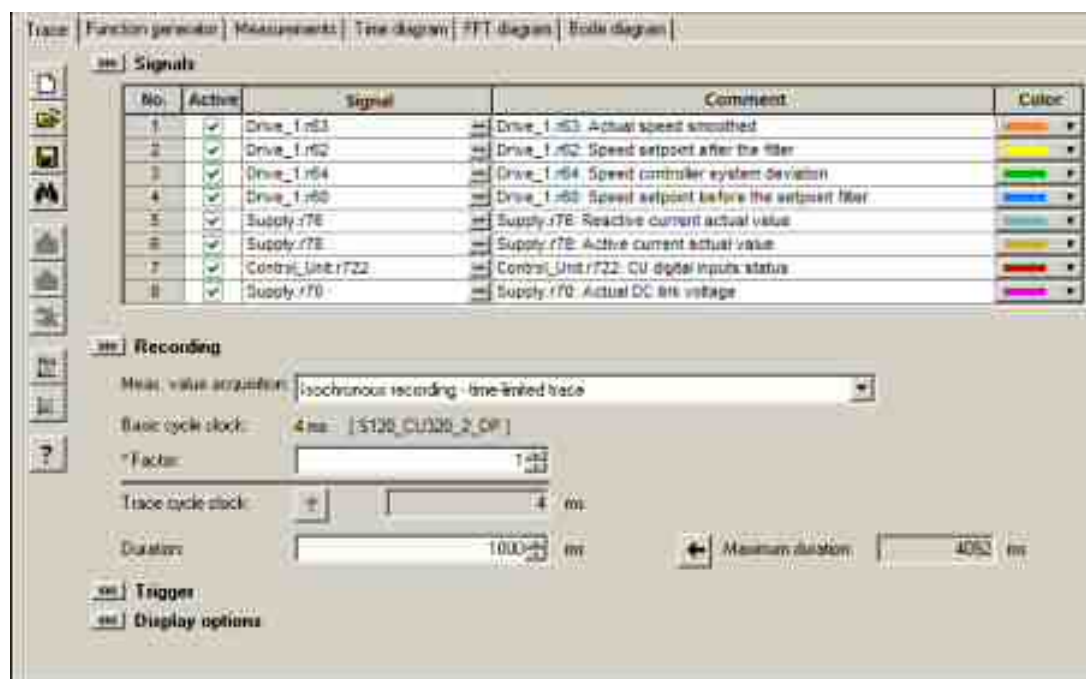 Trace Function generator Measurements Time diagram FFT diagram Bode diagram
Signals
No. Active Signal Comment Color
1 Drive_1.r63 Drive_1.r63: Actual speed smoothed
2 Drive_1.r62 Drive_1.r62: Speed setpoint after the filter
3 Drive_1.r64 Drive_1.r64: Speed controller system deviation
4 Drive_1.r60 Drive_1.r60: Speed setpoint before the setpoint filter
5 Supply.r76 Supply.r76: Reactive current actual value
6 Supply.r78 Supply.r78: Active current actual value
7 Control_Unit.r722 Control_Unit.r722: CU digital inputs status
8 Supply.r70 Supply.r70: Actual DC link voltage
Recording
Meas. value acquisition: Isochronous recording - time-limited trace
Basic cycle clock: 4 ms [ S120_CU320_2_DP ]
* Factor: 1
Trace cycle clock: 4 ms
? 
Duration: 1000 ms Maximum duration: 4052 ms
Trigger
Display options